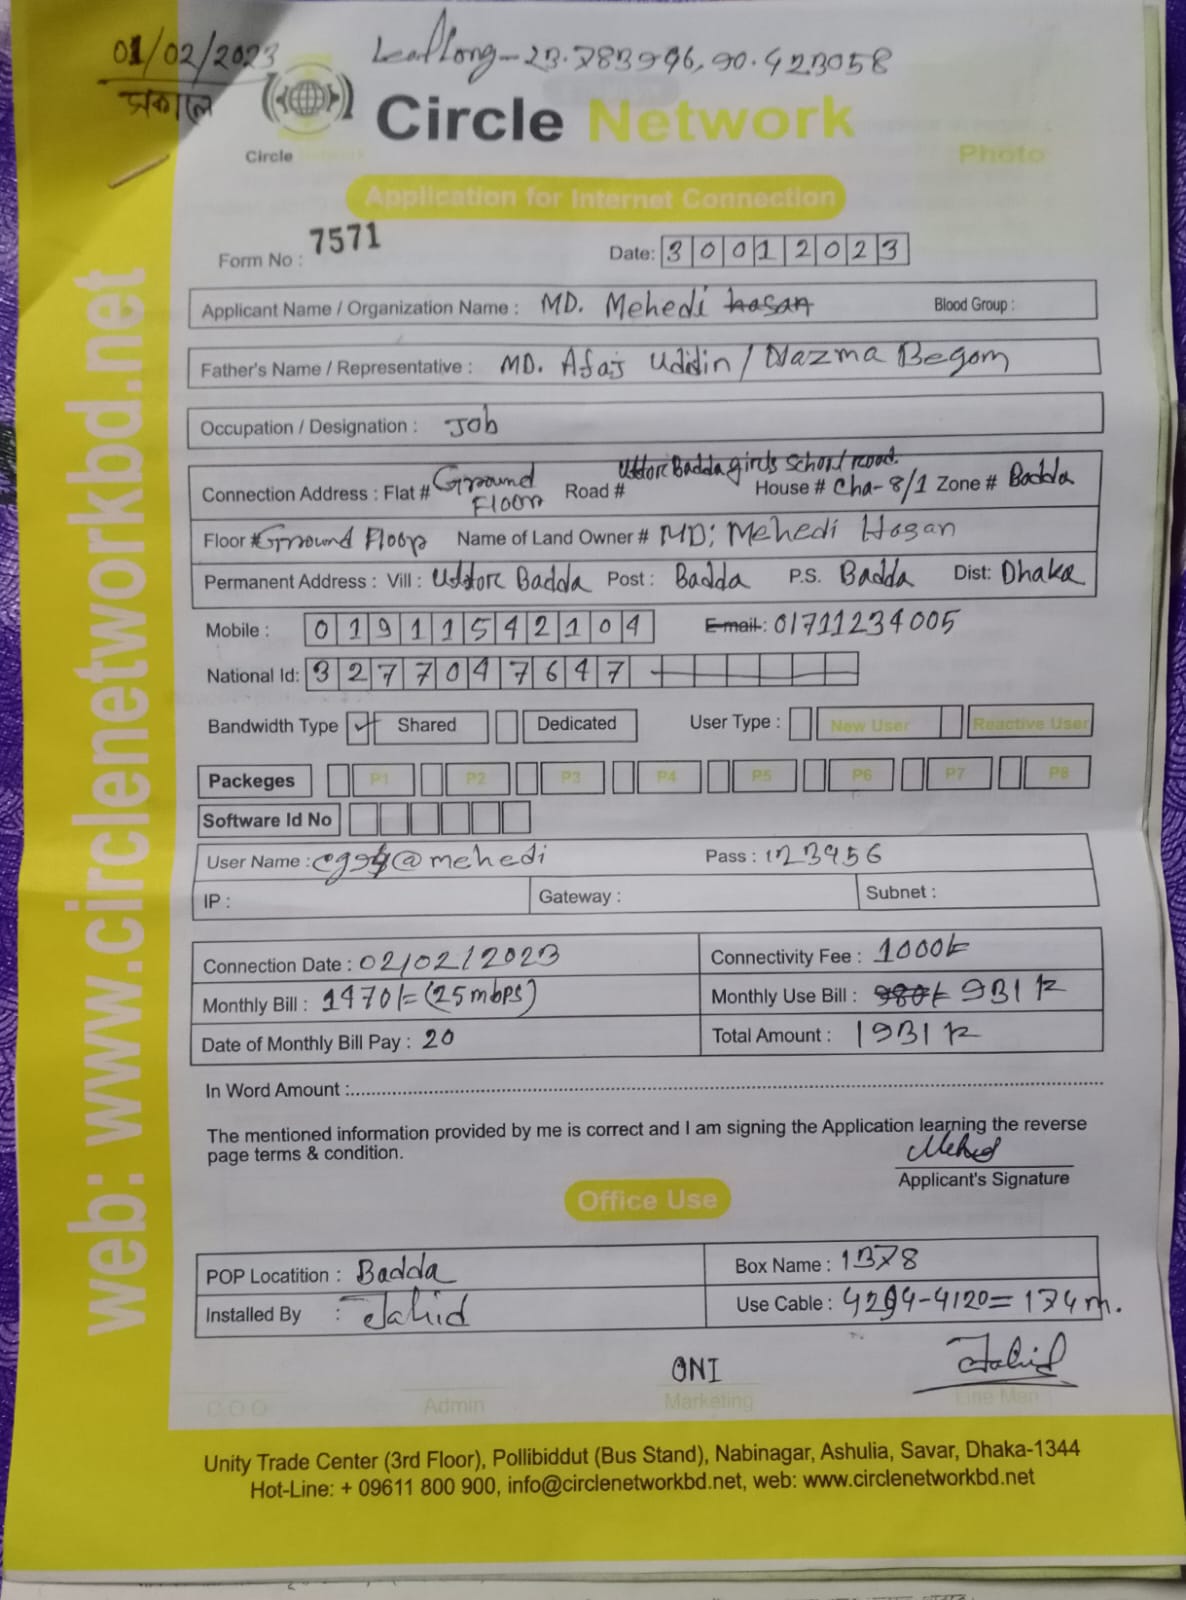 01/02/2023 Leatlong-23.783996,90.423058
সকালে
Circle Network
Circle Network
Photo
Application for Internet Connection
Form No : 7571 Date: 30012023
Applicant Name / Organization Name : MD. Mehedi hasan Blood Group :
Father's Name / Representative : MD. Afaj Uddin / Nazma Begom
Occupation / Designation : Job
Connection Address : Flat # Ground Floor Road # Uttor Badda girls School road. House # Cha-8/1 Zone # Badda
Floor # Ground Floor Name of Land Owner # MD: Mehedi Hasan
Permanent Address : Vill : Uttor Badda Post : Badda P.S. Badda Dist: Dhaka
Mobile : 01911542104 Email : 01711234005
National Id: 3277047647
Bandwidth Type Shared Dedicated User Type : New User Reactive User
Packeges P1 P2 P3 P4 P5 P6 P7 P8
Software Id No
User Name : @mehedi Pass : 123456
IP : Gateway : Subnet :
Connection Date : 02/02/2023 Connectivity Fee : 1000/=
Monthly Bill : 1470/= (25mbps) Monthly Use Bill : 980/= 931 tk
Date of Monthly Bill Pay : 20 Total Amount : 1931 tk
In Word Amount :
The mentioned information provided by me is correct and I am signing the Application learning the reverse
page terms & condition.
Mehedi
Applicant's Signature
Office Use
POP Locatition : Badda Box Name : 1378
Installed By : Jahid Use Cable : 4294-4120=174m.
ONI Jahid
C.O.O Admin Marketing Line Man
Unity Trade Center (3rd Floor), Pollibiddut (Bus Stand), Nabinagar, Ashulia, Savar, Dhaka-1344
Hot-Line: + 09611 800 900, info@circlenetworkbd.net, web: www.circlenetworkbd.net
web: www.circlenetworkbd.net